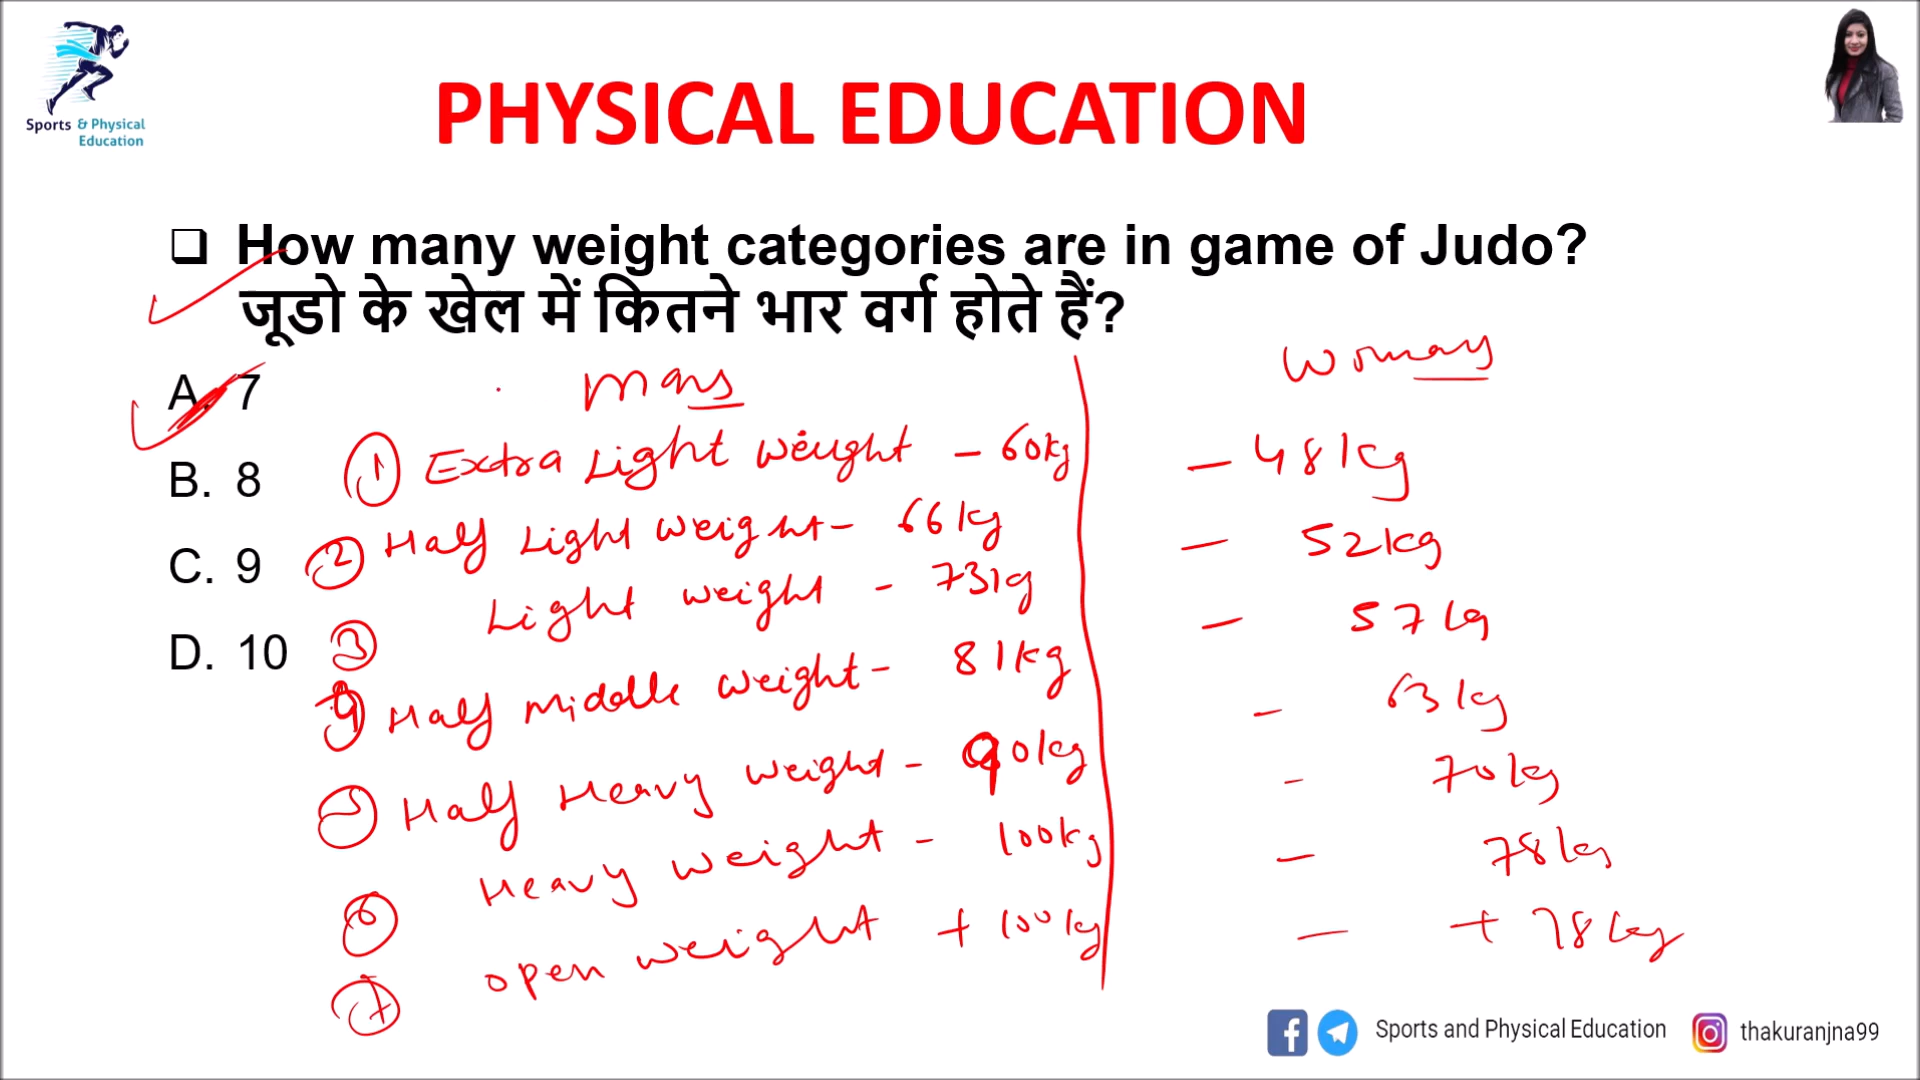 Sports & Physical
Education
PHYSICAL EDUCATION
How many weight categories are in game of Judo?
जूडो के खेल में कितने भार वर्ग होते हैं?
A. 7
B. 8
C. 9
D. 10
Mans
Womans
1 Extra Light Weight - 60kg - 48kg
2 Half Light Weight - 66kg - 52kg
3 Light weight - 73kg - 57kg
4 Half Middle Weight - 81kg - 63kg
5 Half Heavy Weight - 90kg - 70kg
6 Heavy Weight - 100kg - 78kg
7 Open weight + 100kg - + 78kg
Sports and Physical Education thakuranjna99